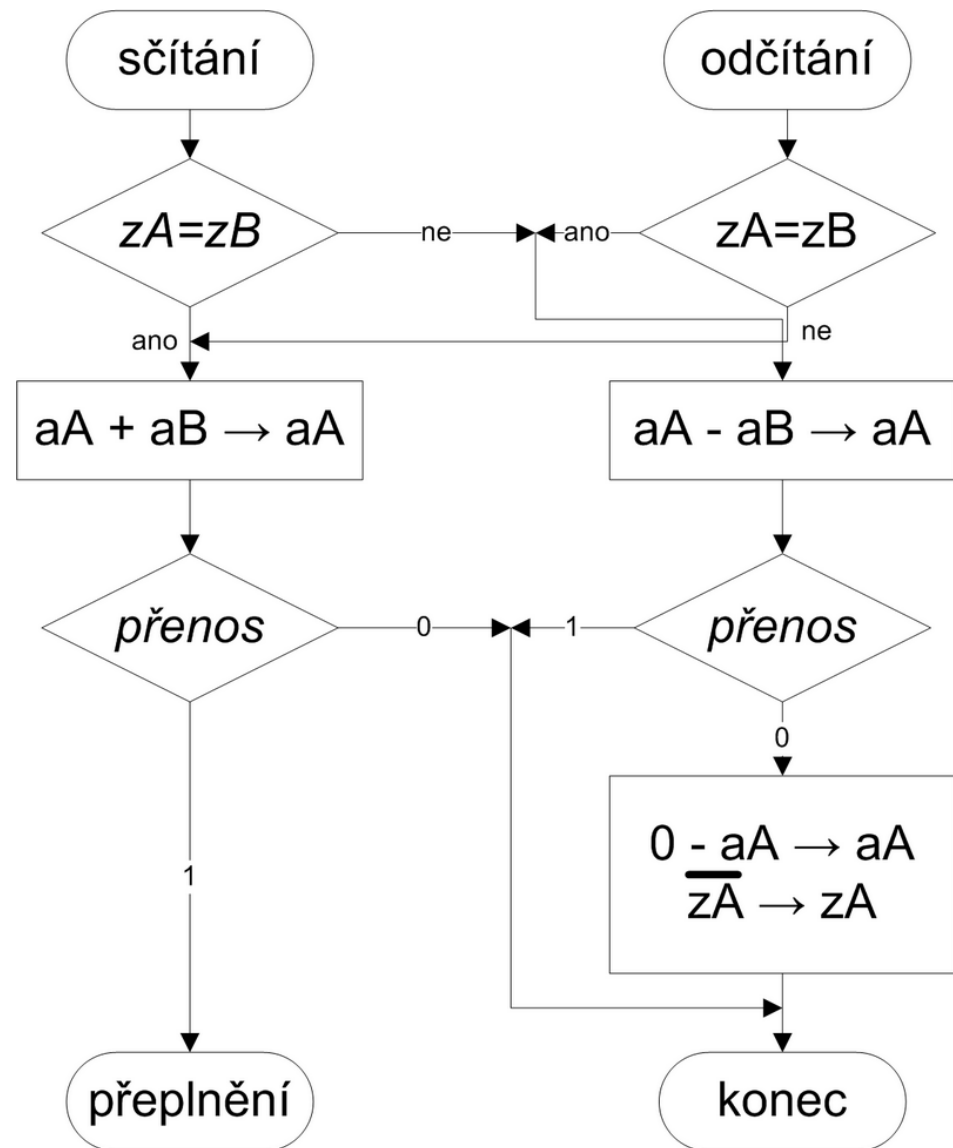 sčítání
odčítání
zA=zB
ne
ano
zA=zB
ano
ne
aA + aB → aA
aA - aB → aA
přenos
0
1
přenos
0
1
0 - aA → aA
z̅A̅ → zA
přeplnění
konec